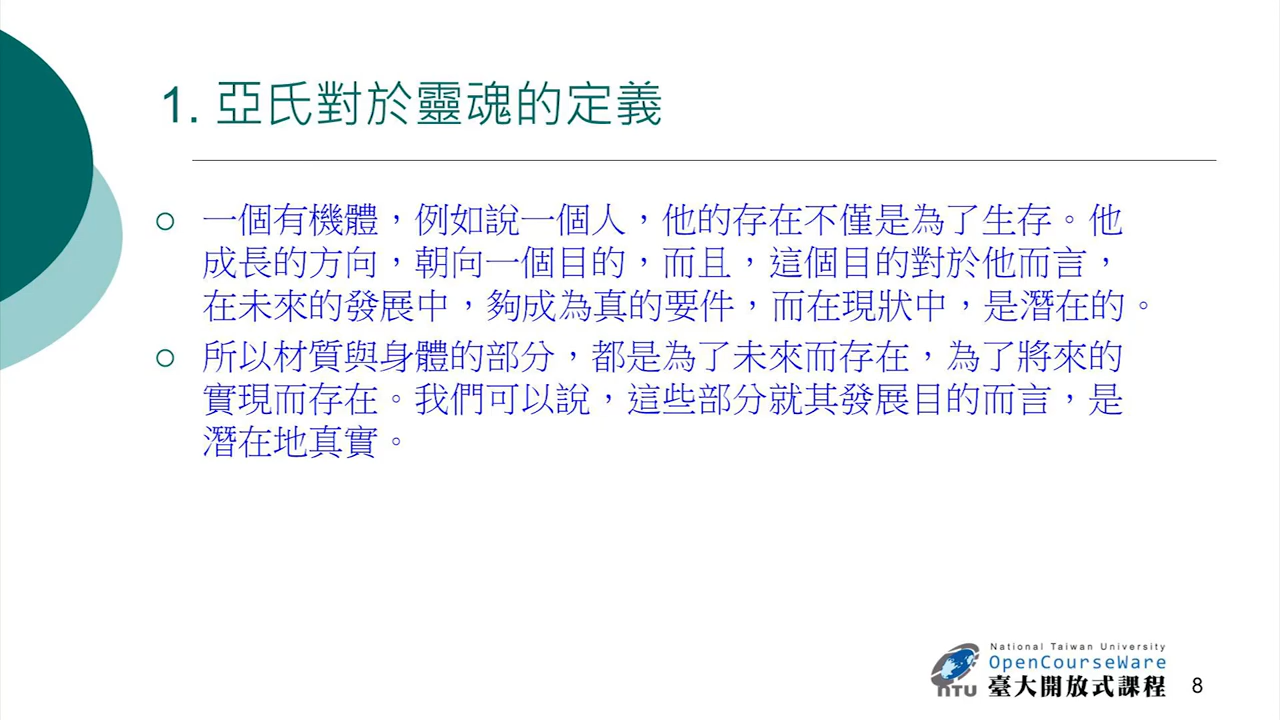 1. 亞氏對於靈魂的定義
一個有機體，例如說一個人，他的存在不僅是為了生存。他
成長的方向，朝向一個目的，而且，這個目的對於他而言，
在未來的發展中，夠成為真的要件，而在現狀中，是潛在的。
所以材質與身體的部分，都是為了未來而存在，為了將來的
實現而存在。我們可以說，這些部分就其發展目的而言，是
潛在地真實。
National Taiwan University
OpenCourseWare
NTU 臺大開放式課程
8